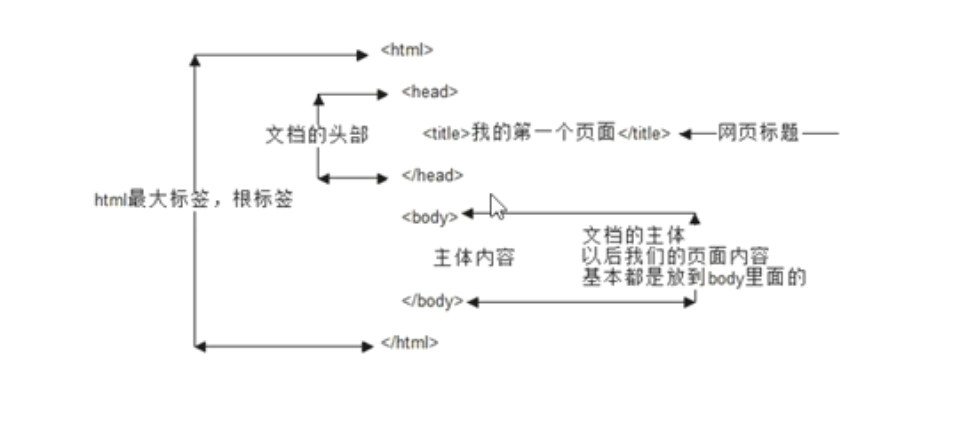 <html>
<head>
文档的头部
<title>我的第一个页面</title>
网页标题
</head>
html最大标签，根标签
<body>
文档的主体
以后我们的页面内容
主体内容
基本都是放到body里面的
</body>
</html>